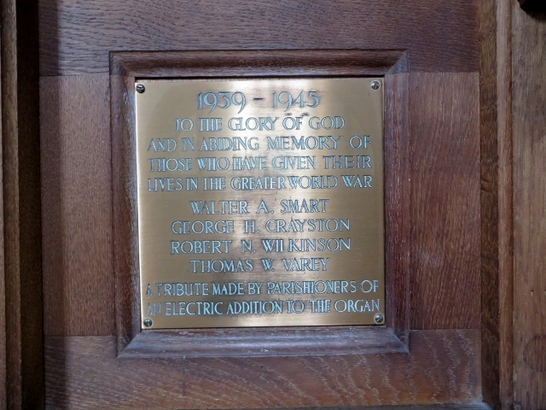 1939 - 1945
TO THE GLORY OF GOD
AND IN ABIDING MEMORY OF
THOSE WHO HAVE GIVEN THEIR
LIVES IN THE GREATER WORLD WAR
WALTER A. SMART
GEORGE H. GRAYSTON
ROBERT N. WILKINSON
THOMAS W. VAREY
A TRIBUTE MADE BY PARISHIONERS OF
AN ELECTRIC ADDITION TO THE ORGAN